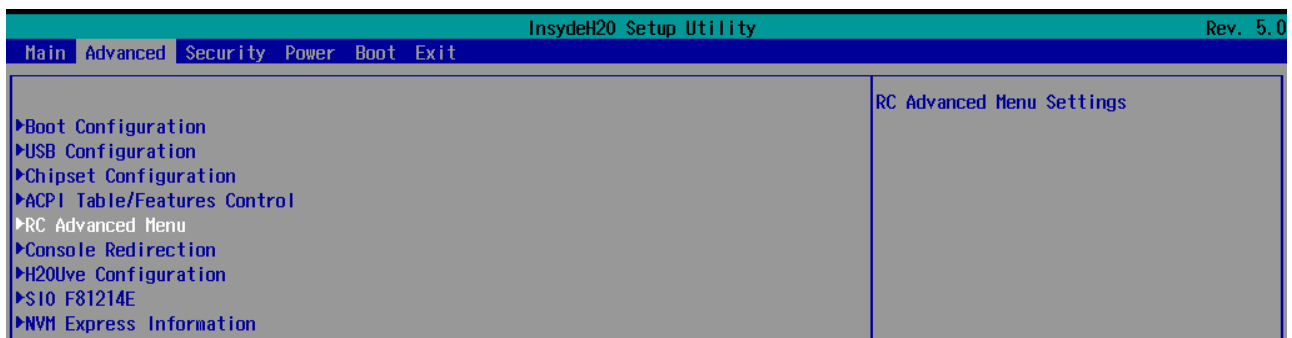 InsydeH20 Setup Utility Rev. 5.0
Main Advanced Security Power Boot Exit
RC Advanced Menu Settings
▶Boot Configuration
▶USB Configuration
▶Chipset Configuration
▶ACPI Table/Features Control
▶RC Advanced Menu
▶Console Redirection
▶H2OUve Configuration
▶SIO F81214E
▶NVM Express Information